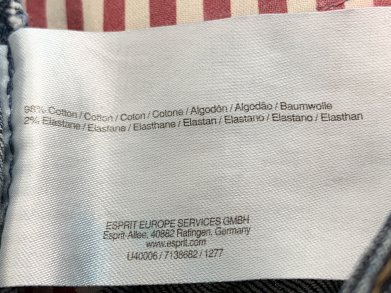 98% Cotton / Cotton / Coton / Cotone / Algodón / Algodão / Baumwolle
2% Elastane / Elastane / Elasthane / Elastan / Elastano / Elastano / Elasthan
ESPRIT EUROPE SERVICES GMBH
Esprit-Allee, 40882 Ratingen, Germany
www.esprit.com
U40006 / 7138682 / 1277